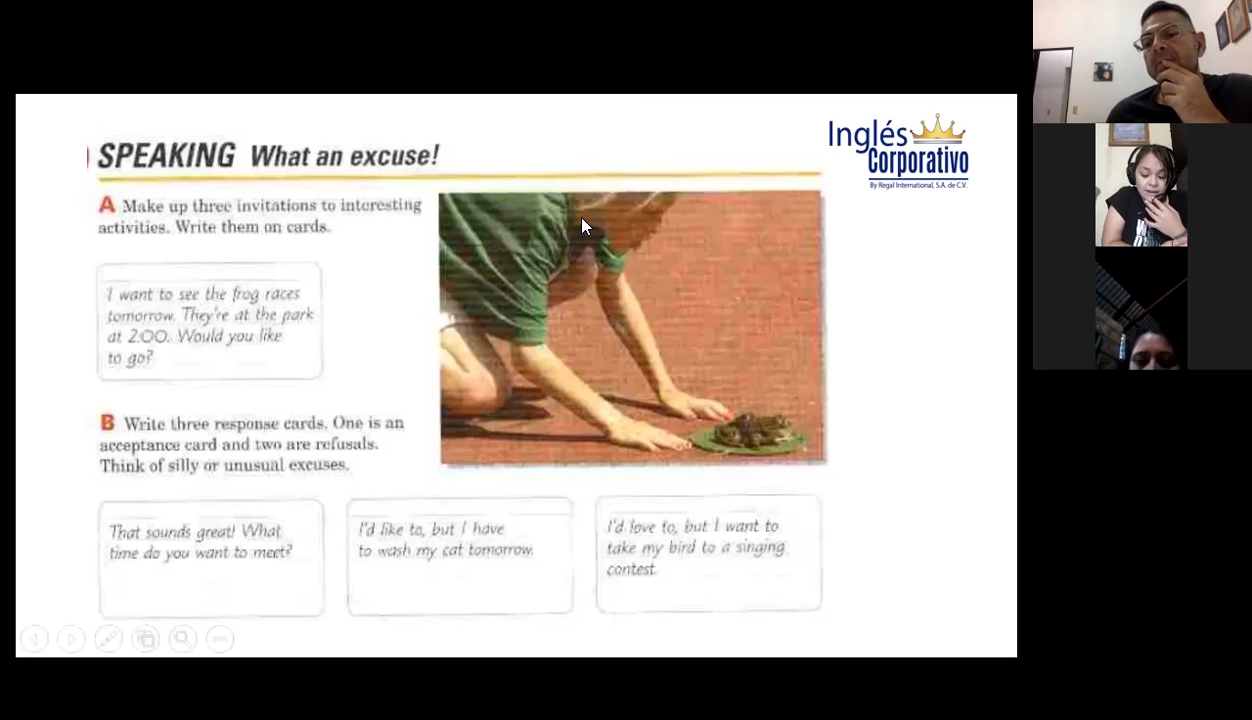 SPEAKING What an excuse!
Inglés
Corporativo
By Regal International, S.A. de C.V.
A Make up three invitations to interesting
activities. Write them on cards.
I want to see the frog races
tomorrow. They're at the park
at 2:00. Would you like
to go?
B Write three response cards. One is an
acceptance card and two are refusals.
Think of silly or unusual excuses.
That sounds great! What
time do you want to meet?
I'd like to, but I have
to wash my cat tomorrow.
I'd love to, but I want to
take my bird to a singing
contest.